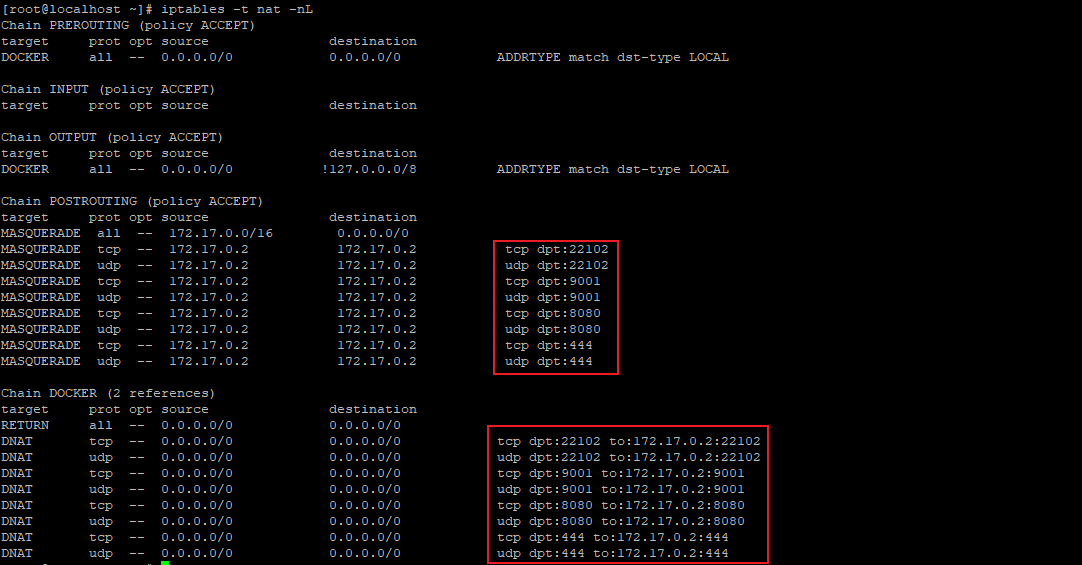 [root@localhost ~]# iptables -t nat -nL
Chain PREROUTING (policy ACCEPT)
target     prot opt source               destination
DOCKER     all  --  0.0.0.0/0            0.0.0.0/0            ADDRTYPE match dst-type LOCAL

Chain INPUT (policy ACCEPT)
target     prot opt source               destination

Chain OUTPUT (policy ACCEPT)
target     prot opt source               destination
DOCKER     all  --  0.0.0.0/0           !127.0.0.0/8          ADDRTYPE match dst-type LOCAL

Chain POSTROUTING (policy ACCEPT)
target     prot opt source               destination
MASQUERADE  all  --  172.17.0.0/16        0.0.0.0/0
MASQUERADE  tcp  --  172.17.0.2           172.17.0.2           tcp dpt:22102
MASQUERADE  udp  --  172.17.0.2           172.17.0.2           udp dpt:22102
MASQUERADE  tcp  --  172.17.0.2           172.17.0.2           tcp dpt:9001
MASQUERADE  udp  --  172.17.0.2           172.17.0.2           udp dpt:9001
MASQUERADE  tcp  --  172.17.0.2           172.17.0.2           tcp dpt:8080
MASQUERADE  udp  --  172.17.0.2           172.17.0.2           udp dpt:8080
MASQUERADE  tcp  --  172.17.0.2           172.17.0.2           tcp dpt:444
MASQUERADE  udp  --  172.17.0.2           172.17.0.2           udp dpt:444

Chain DOCKER (2 references)
target     prot opt source               destination
RETURN     all  --  0.0.0.0/0            0.0.0.0/0
DNAT       tcp  --  0.0.0.0/0            0.0.0.0/0            tcp dpt:22102 to:172.17.0.2:22102
DNAT       udp  --  0.0.0.0/0            0.0.0.0/0            udp dpt:22102 to:172.17.0.2:22102
DNAT       tcp  --  0.0.0.0/0            0.0.0.0/0            tcp dpt:9001 to:172.17.0.2:9001
DNAT       udp  --  0.0.0.0/0            0.0.0.0/0            udp dpt:9001 to:172.17.0.2:9001
DNAT       tcp  --  0.0.0.0/0            0.0.0.0/0            tcp dpt:8080 to:172.17.0.2:8080
DNAT       udp  --  0.0.0.0/0            0.0.0.0/0            udp dpt:8080 to:172.17.0.2:8080
DNAT       tcp  --  0.0.0.0/0            0.0.0.0/0            tcp dpt:444 to:172.17.0.2:444
DNAT       udp  --  0.0.0.0/0            0.0.0.0/0            udp dpt:444 to:172.17.0.2:444